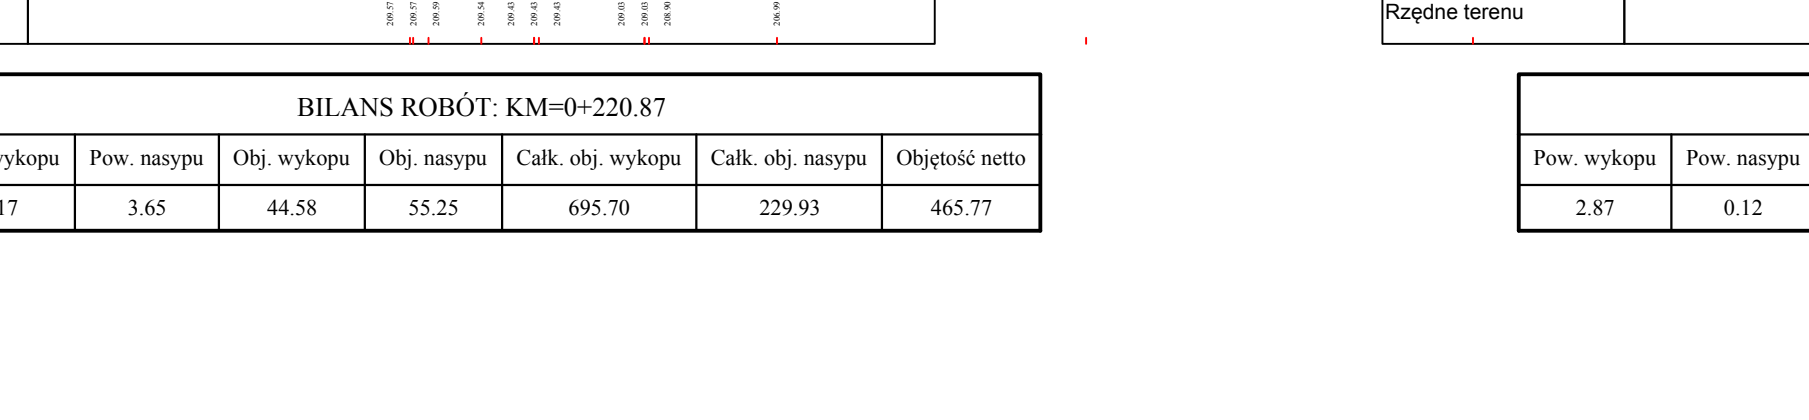 209.57 209.57 209.59 209.54 209.43 209.43 209.43 209.03 209.03 208.90 206.99
Rzędne terenu
BILANS ROBÓT: KM=0+220.87
wykopu Pow. nasypu Obj. wykopu Obj. nasypu Całk. obj. wykopu Całk. obj. nasypu Objętość netto
17 3.65 44.58 55.25 695.70 229.93 465.77
Pow. wykopu Pow. nasypu
2.87 0.12